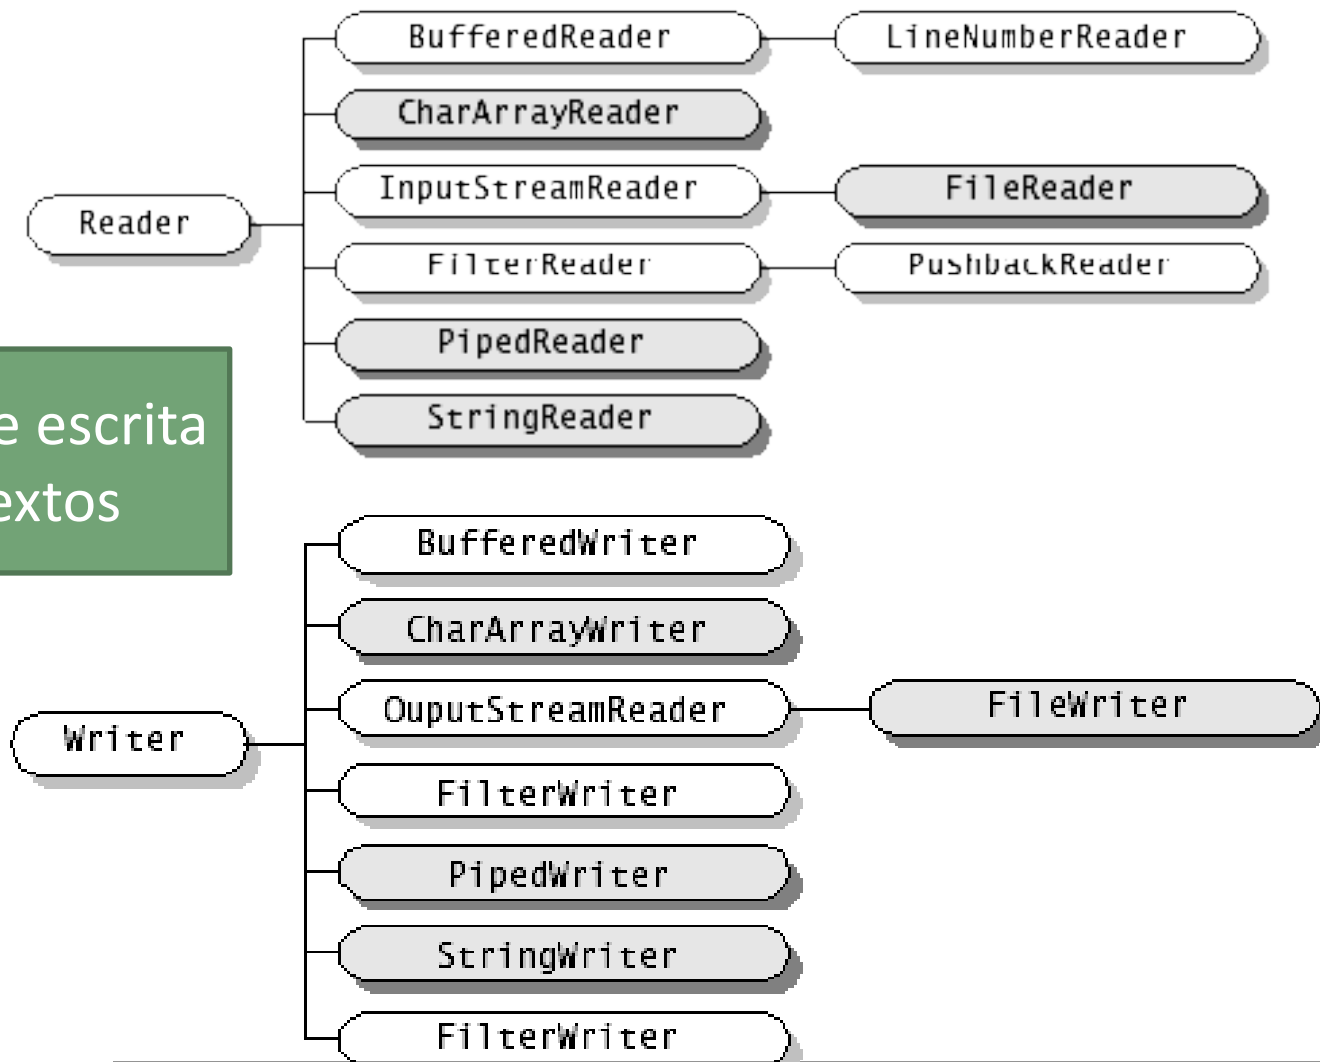 BufferedReader
LineNumberReader
CharArrayReader
InputStreamReader
FileReader
Reader
FilterReader
PushbackReader
PipedReader
StringReader
e escrita
extos
BufferedWriter
CharArrayWriter
OuputStreamReader
FileWriter
Writer
FilterWriter
PipedWriter
StringWriter
FilterWriter